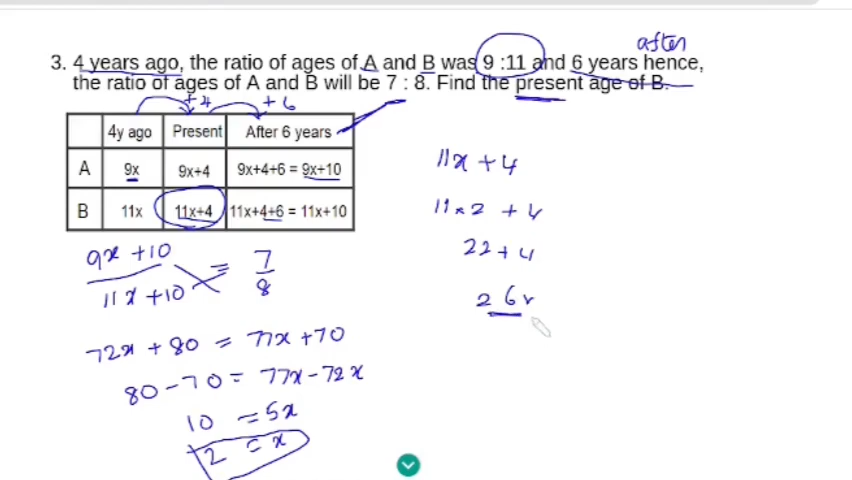 after
3. 4 years ago, the ratio of ages of A and B was 9 :11 and 6 years hence,
the ratio of ages of A and B will be 7 : 8. Find the present age of B.
+4 +6
4y ago Present After 6 years
A 9x 9x+4 9x+4+6 = 9x+10
B 11x 11x+4 11x+4+6 = 11x+10
9x+10 / 11x+10 = 7/8
72x + 80 = 77x+70
80-70 = 77x-72x
10 = 5x
2 = x
11x+4
11×2 + 4
22+4
26